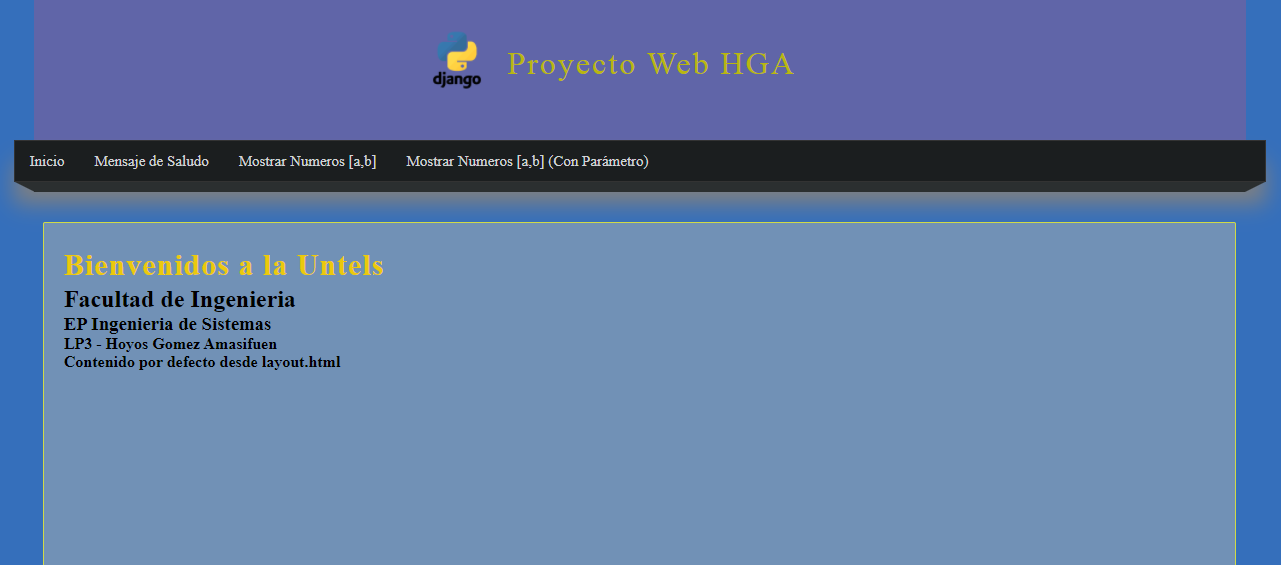 django
Proyecto Web HGA
Inicio Mensaje de Saludo Mostrar Numeros [a,b] Mostrar Numeros [a,b] (Con Parámetro)
Bienvenidos a la Untels
Facultad de Ingenieria
EP Ingenieria de Sistemas
LP3 - Hoyos Gomez Amasifuen
Contenido por defecto desde layout.html